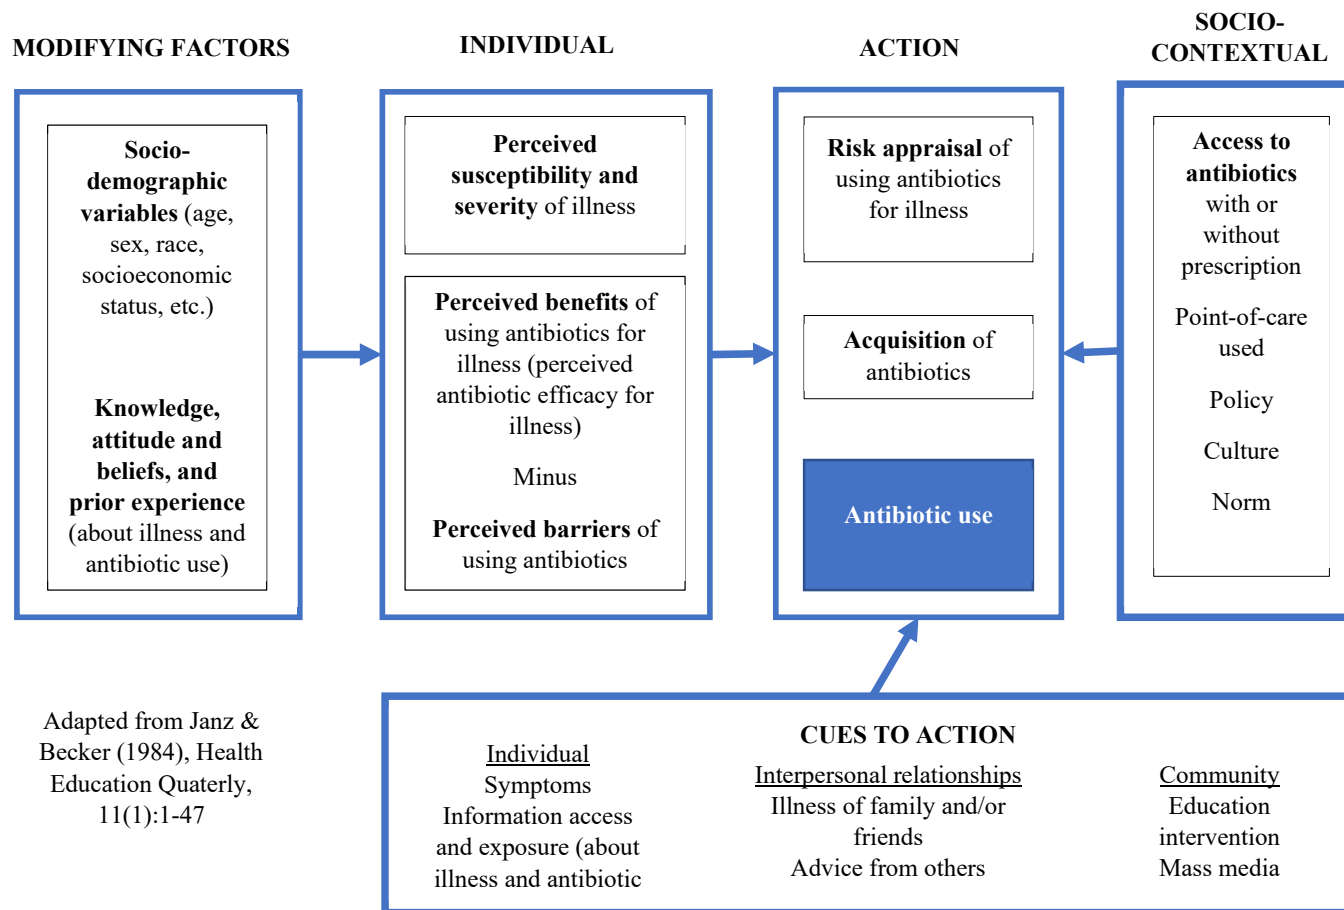 MODIFYING FACTORS
INDIVIDUAL
ACTION
SOCIO-
CONTEXTUAL
Socio-
demographic
variables (age,
sex, race,
socioeconomic
status, etc.)
Knowledge,
attitude and
beliefs, and
prior experience
(about illness and
antibiotic use)
Perceived
susceptibility and
severity of illness
Perceived benefits of
using antibiotics for
illness (perceived
antibiotic efficacy for
illness)
Minus
Perceived barriers of
using antibiotics
Risk appraisal of
using antibiotics
for illness
Acquisition of
antibiotics
Antibiotic use
Access to
antibiotics
with or
without
prescription
Point-of-care
used
Policy
Culture
Norm
Adapted from Janz &
Becker (1984), Health
Education Quaterly,
11(1):1-47
CUES TO ACTION
Individual
Symptoms
Information access
and exposure (about
illness and antibiotic
Interpersonal relationships
Illness of family and/or
friends
Advice from others
Community
Education
intervention
Mass media